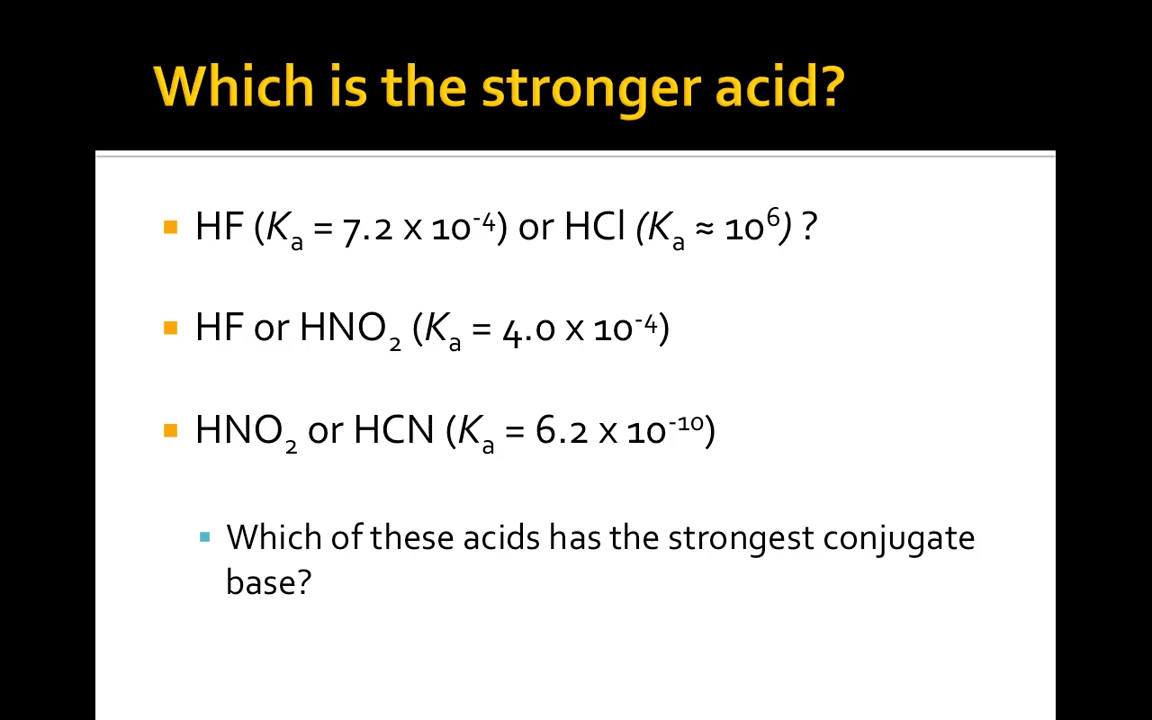 Which is the stronger acid?
▪ HF (Kₐ = 7.2 x 10⁻⁴) or HCl (Kₐ ≈ 10⁶) ?
▪ HF or HNO₂ (Kₐ = 4.0 x 10⁻⁴)
▪ HNO₂ or HCN (Kₐ = 6.2 x 10⁻¹⁰)
▪ Which of these acids has the strongest conjugate
base?